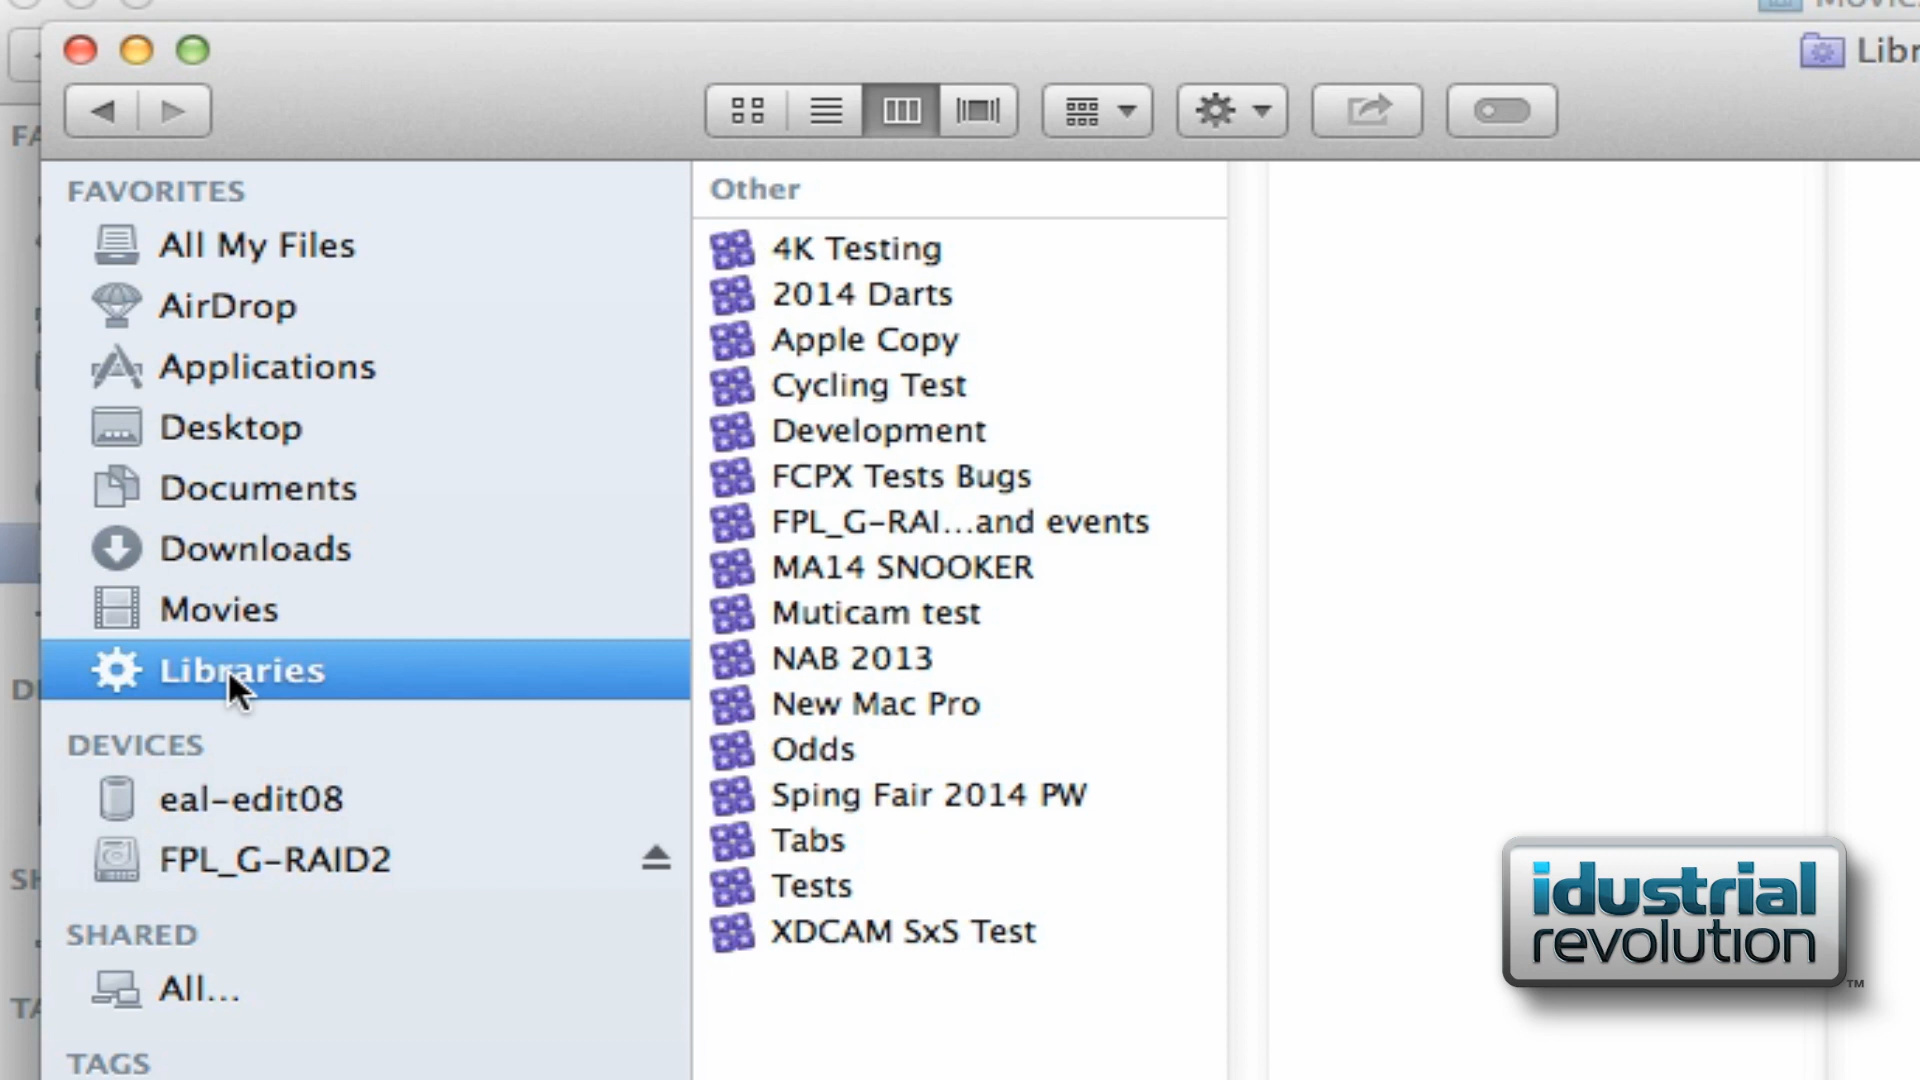 Libr
FAVORITES
All My Files
AirDrop
Applications
Desktop
Documents
Downloads
Movies
Libraries
DEVICES
eal-edit08
FPL_G-RAID2
SHARED
All...
TAGS
Other
4K Testing
2014 Darts
Apple Copy
Cycling Test
Development
FCPX Tests Bugs
FPL_G-RAI...and events
MA14 SNOOKER
Muticam test
NAB 2013
New Mac Pro
Odds
Sping Fair 2014 PW
Tabs
Tests
XDCAM SxS Test
idustrial
revolution
TM